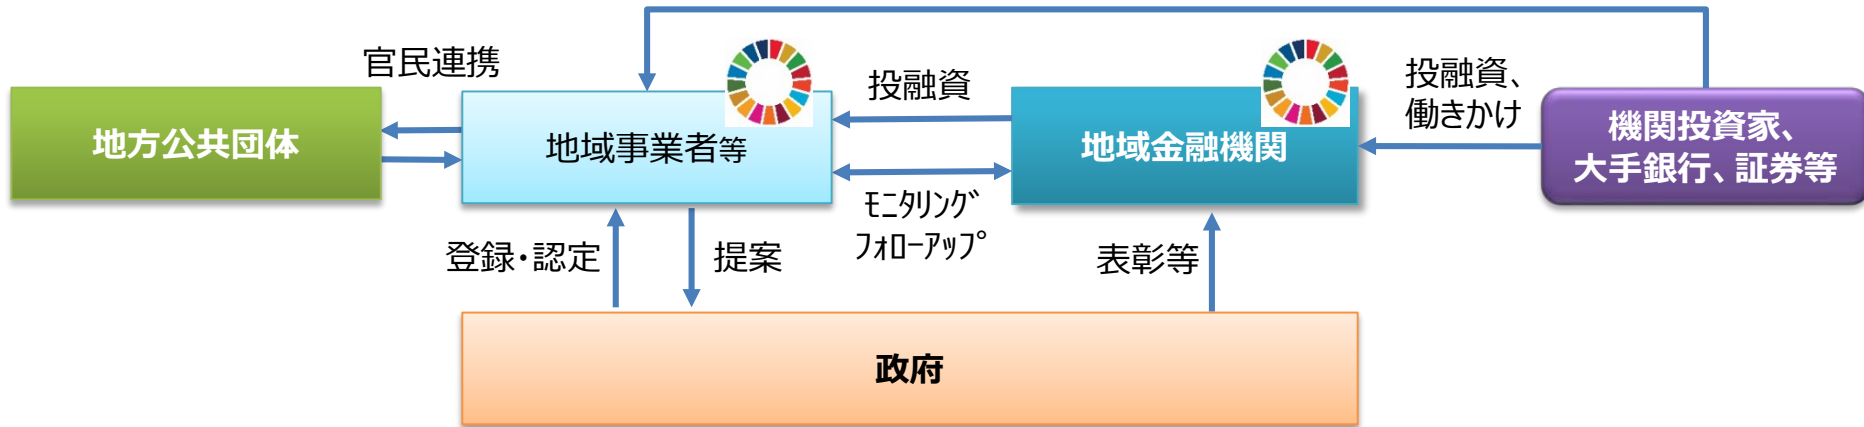 官民連携
地方公共団体
地域事業者等
投融資
ﾓﾆﾀﾘﾝｸﾞ
ﾌｫﾛｰｱｯﾌﾟ
地域金融機関
投融資、
働きかけ
機関投資家、
大手銀行、証券等
登録・認定
提案
表彰等
政府